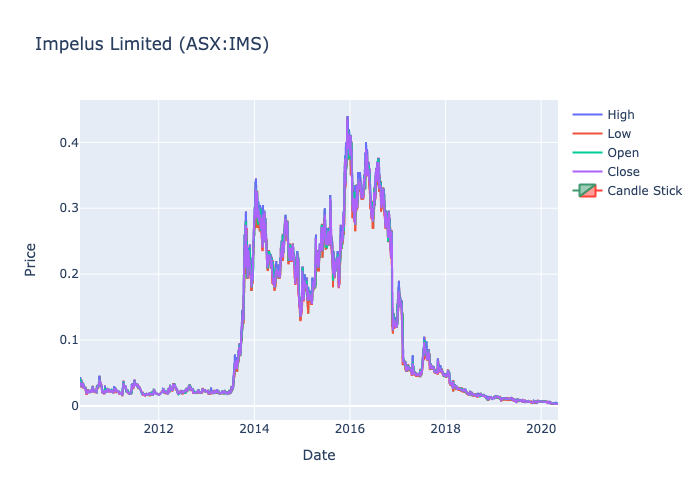 Impelus Limited (ASX:IMS)
High
Low
Open
Close
Candle Stick
0.4
0.3
0.2
0.1
0
Price
2012
2014
2016
2018
2020
Date